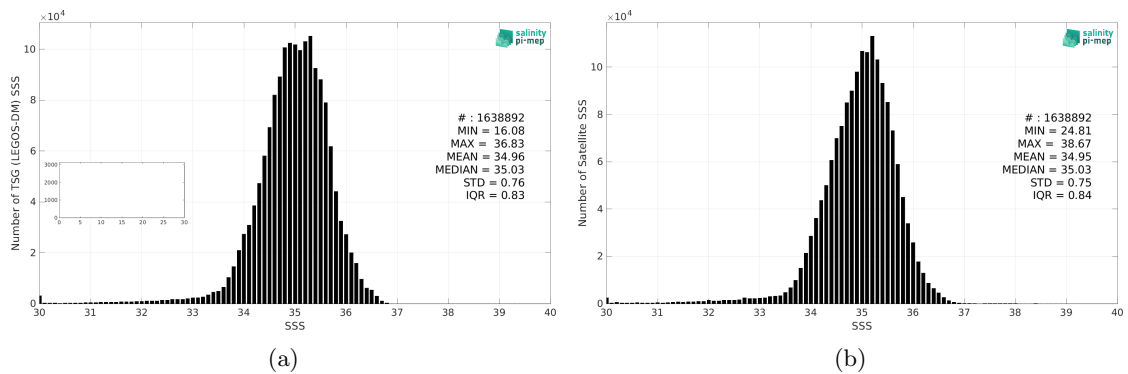 ×10⁴
salinity
pi-mep
10
8
6
4
2
0
Number of TSG (LEGOS-DM) SSS
# : 1638892
MIN = 16.08
MAX = 36.83
MEAN = 34.96
MEDIAN = 35.03
STD = 0.76
IQR = 0.83
3000
2000
1000
0
0 5 10 15 20 25 30
30 31 32 33 34 35 36 37 38 39 40
SSS
(a)
×10⁴
salinity
pi-mep
10
8
6
4
2
0
Number of Satellite SSS
# : 1638892
MIN = 24.81
MAX = 38.67
MEAN = 34.95
MEDIAN = 35.03
STD = 0.75
IQR = 0.84
30 31 32 33 34 35 36 37 38 39 40
SSS
(b)